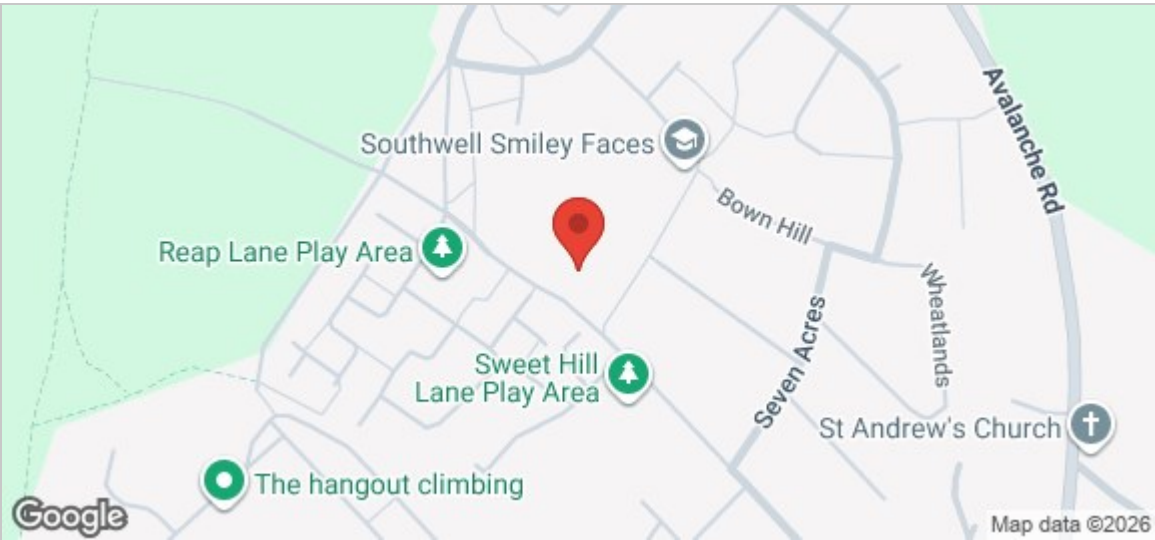 Avalanche Rd
Southwell Smiley Faces
Bown Hill
Reap Lane Play Area
Wheatlands
Seven Acres
Sweet Hill
Lane Play Area
St Andrew's Church
The hangout climbing
Google
Map data ©2026